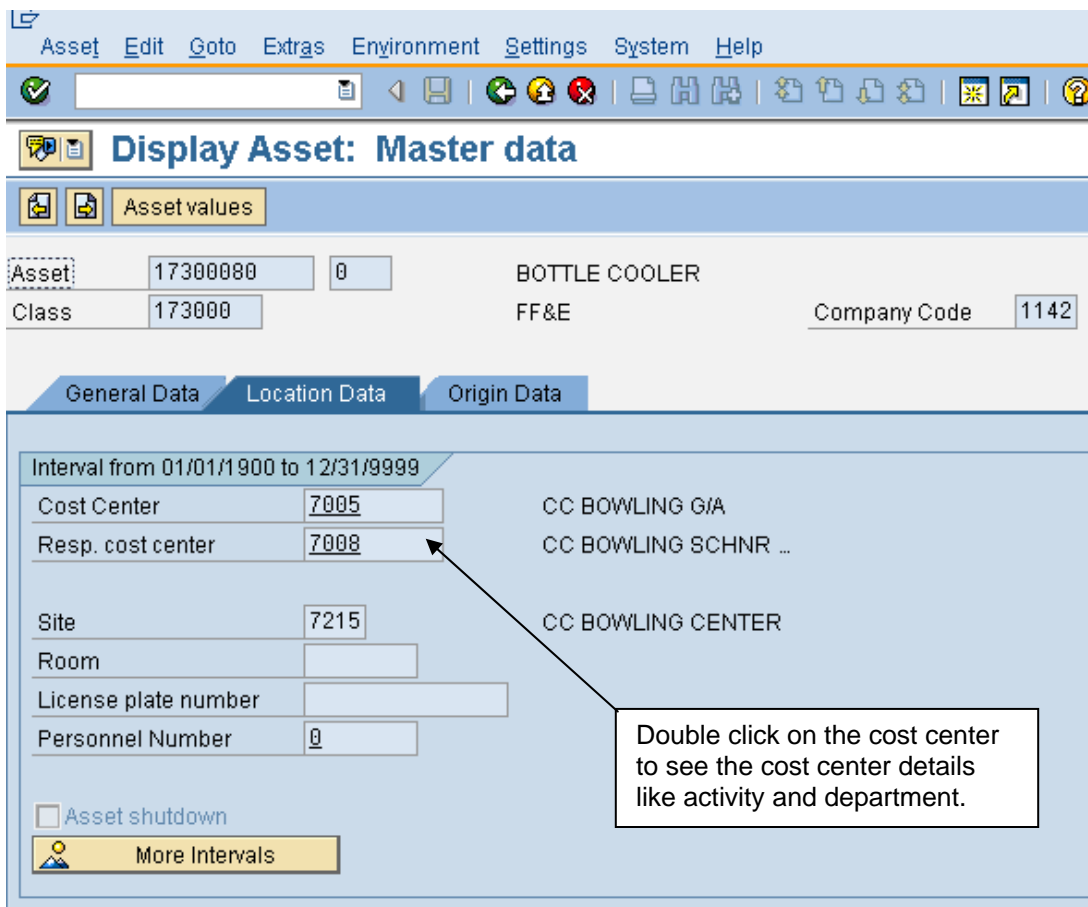 Asset Edit Goto Extras Environment Settings System Help
Display Asset: Master data
Asset values
Asset 17300080 0 BOTTLE COOLER
Class 173000 FF&E Company Code 1142
General Data Location Data Origin Data
Interval from 01/01/1900 to 12/31/9999
Cost Center 7005 CC BOWLING G/A
Resp. cost center 7008 CC BOWLING SCHNR ...
Site 7215 CC BOWLING CENTER
Room
License plate number
Personnel Number 0
Double click on the cost center
to see the cost center details
like activity and department.
Asset shutdown
More Intervals